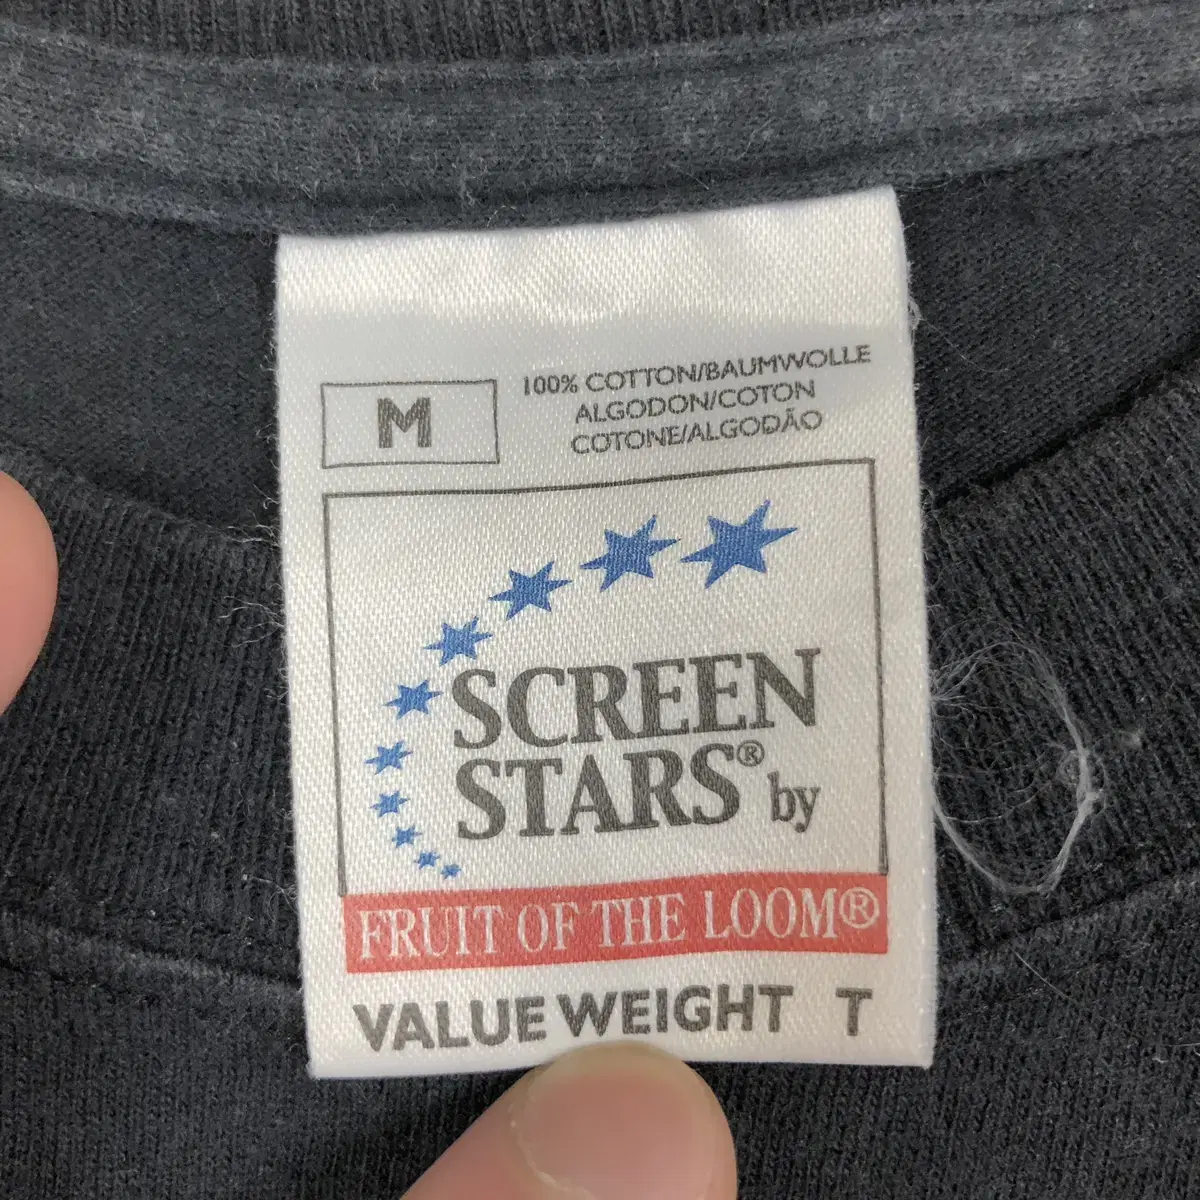 M
100% COTTON/BAUMWOLLE
ALGODON/COTON
COTONE/ALGODÃO
SCREEN
STARS® by
FRUIT OF THE LOOM®
VALUE WEIGHT T